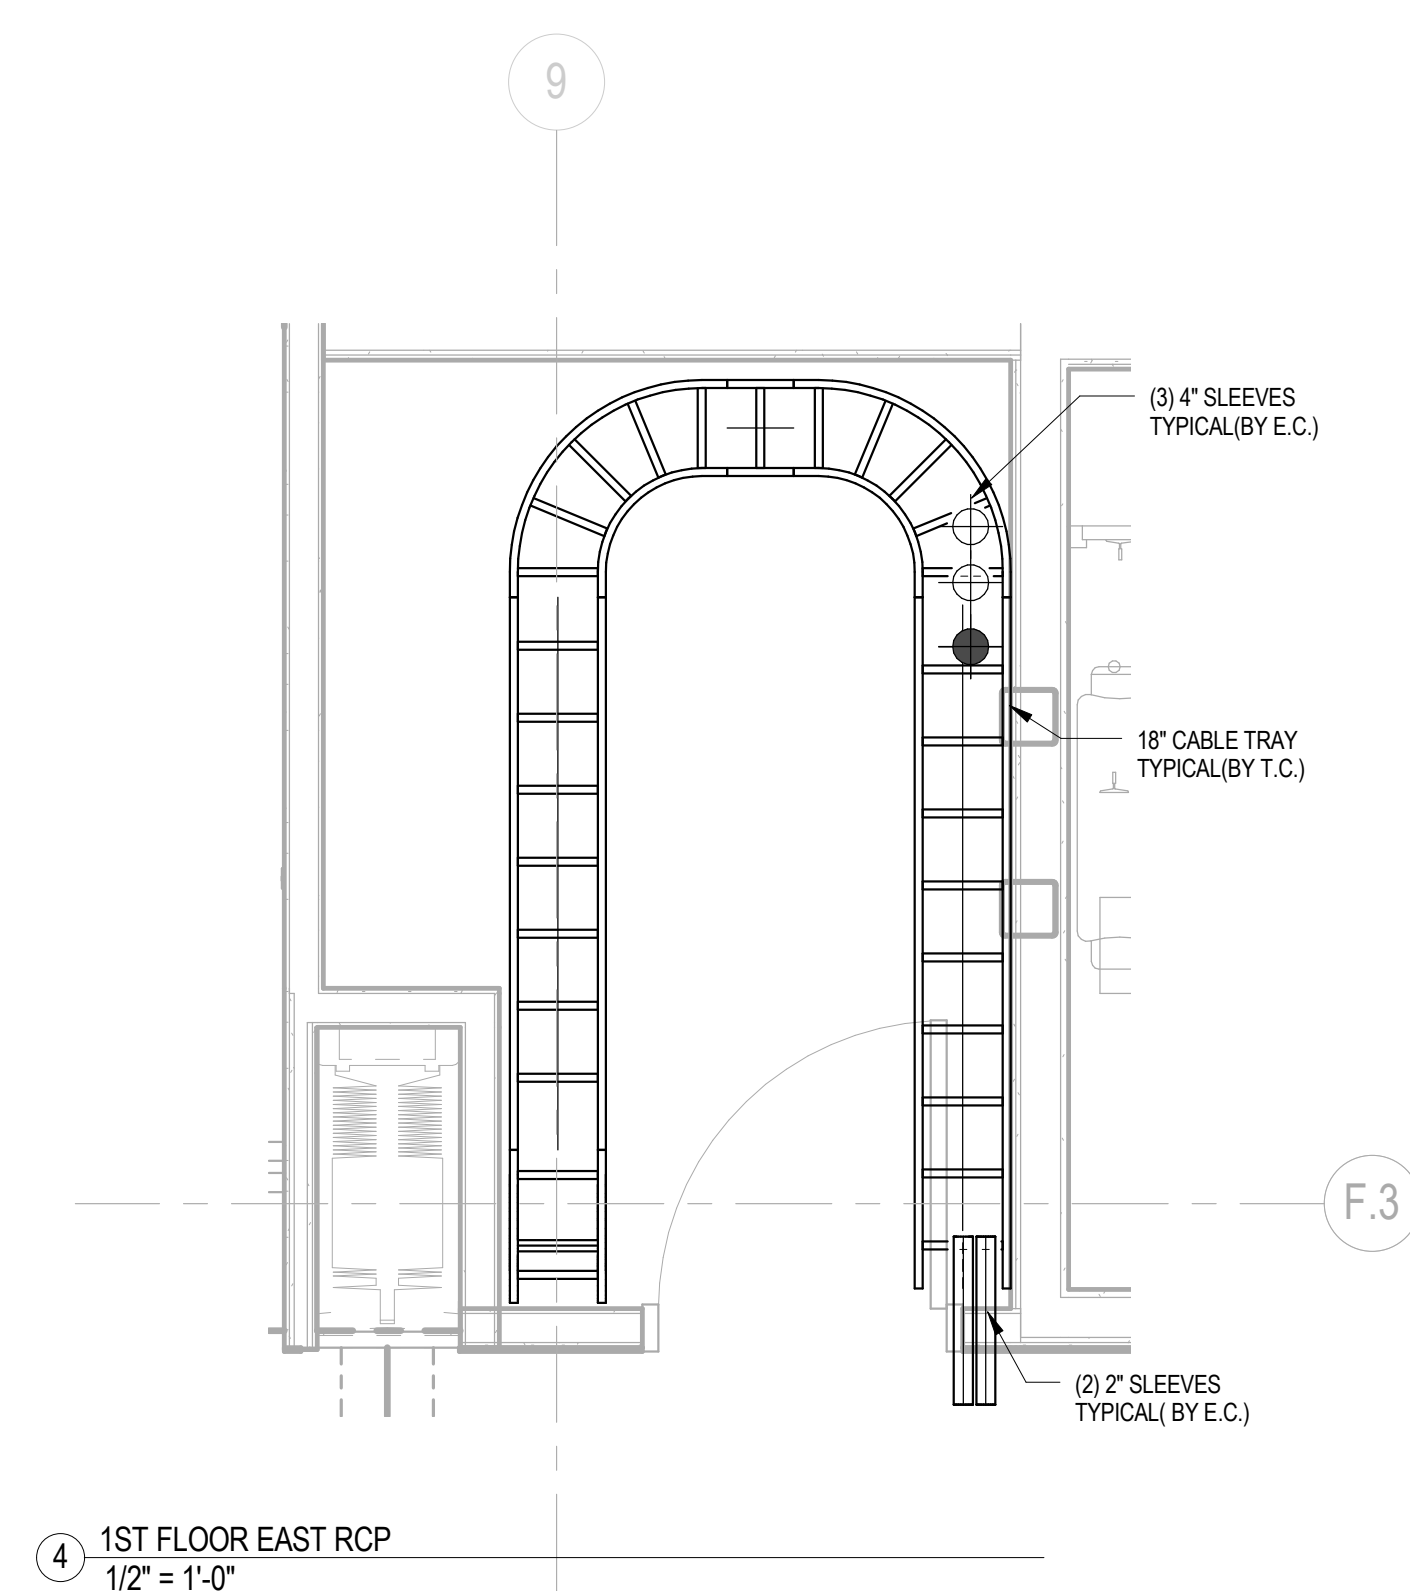 9
(3) 4" SLEEVES
TYPICAL(BY E.C.)
18" CABLE TRAY
TYPICAL(BY T.C.)
F.3
(2) 2" SLEEVES
TYPICAL( BY E.C.)
4
1ST FLOOR EAST RCP
1/2" = 1'-0"